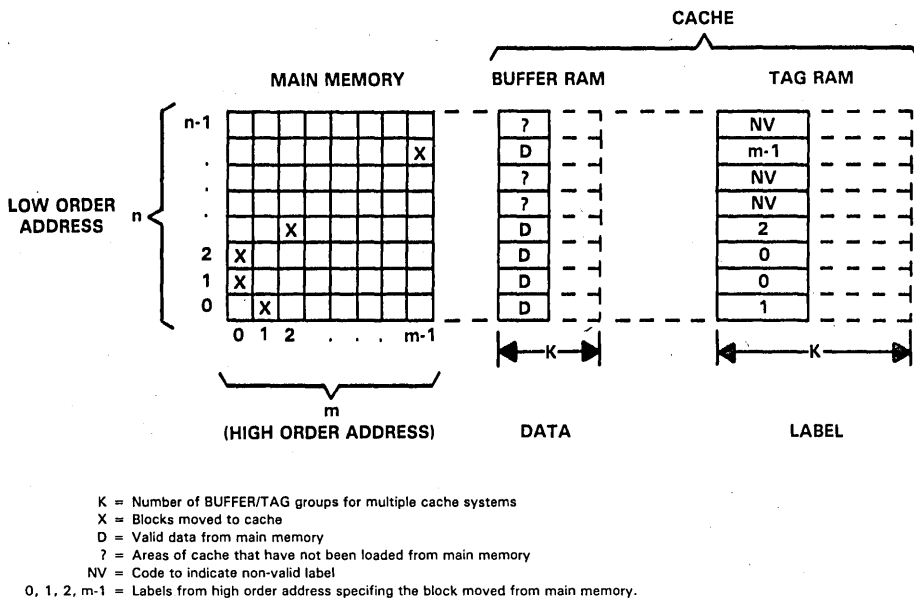 CACHE
MAIN MEMORY BUFFER RAM TAG RAM
n-1 ? NV
. X D m-1
. ? NV
. ? NV
LOW ORDER ADDRESS n
X D 2
2 X D 0
1 X D 0
0 X D 1
0 1 2 . . . m-1 K K
m
(HIGH ORDER ADDRESS) DATA LABEL
K = Number of BUFFER/TAG groups for multiple cache systems
X = Blocks moved to cache
D = Valid data from main memory
? = Areas of cache that have not been loaded from main memory
NV = Code to indicate non-valid label
0, 1, 2, m-1 = Labels from high order address specifing the block moved from main memory.